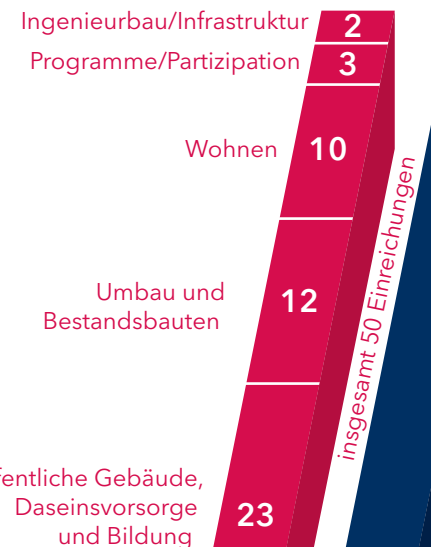 Ingenieurbau/Infrastruktur 2
Programme/Partizipation 3
Wohnen 10
Umbau und
Bestandsbauten 12
insgesamt 50 Einreichungen
Gebäude,
Daseinsvorsorge
und Bildung 23